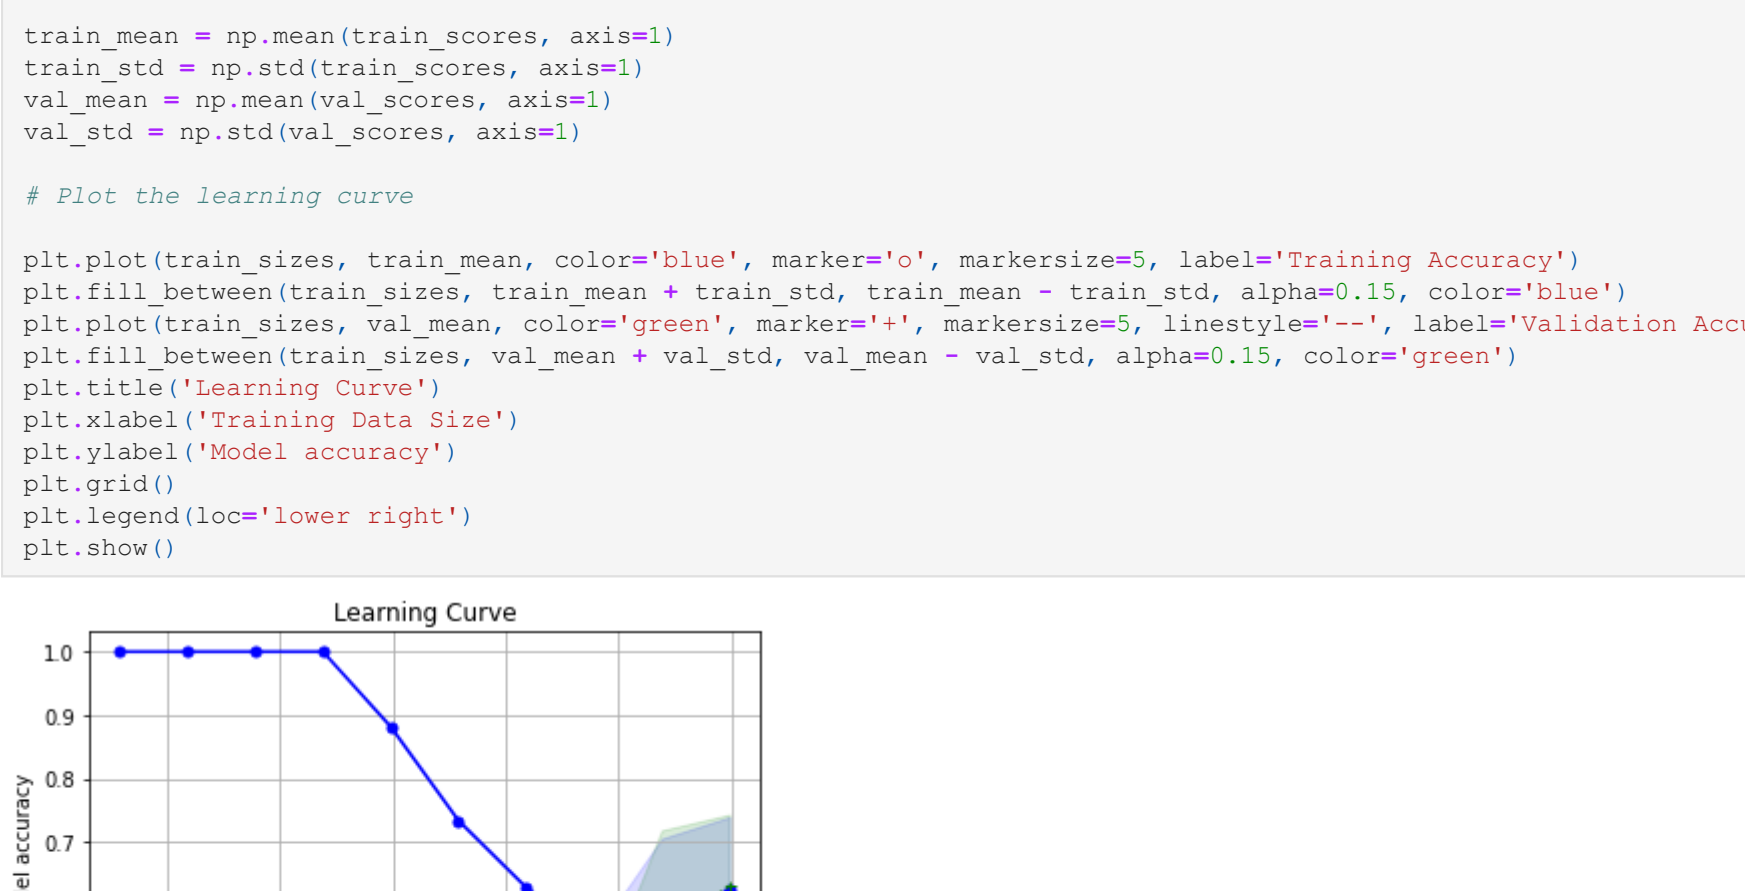 train_mean = np.mean(train_scores, axis=1)
train_std = np.std(train_scores, axis=1)
val_mean = np.mean(val_scores, axis=1)
val_std = np.std(val_scores, axis=1)
# Plot the learning curve
plt.plot(train_sizes, train_mean, color='blue', marker='o', markersize=5, label='Training Accuracy')
plt.fill_between(train_sizes, train_mean + train_std, train_mean - train_std, alpha=0.15, color='blue')
plt.plot(train_sizes, val_mean, color='green', marker='+', markersize=5, linestyle='--', label='Validation Accu
plt.fill_between(train_sizes, val_mean + val_std, val_mean - val_std, alpha=0.15, color='green')
plt.title('Learning Curve')
plt.xlabel('Training Data Size')
plt.ylabel('Model accuracy')
plt.grid()
plt.legend(loc='lower right')
plt.show()
Learning Curve
1.0
0.9
0.8
0.7
el accuracy